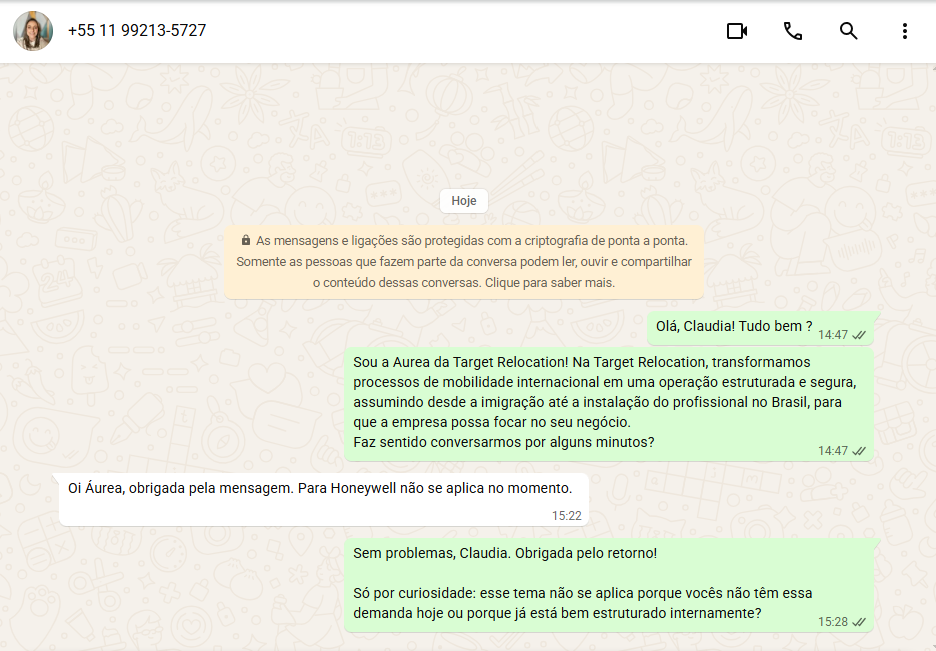 +55 11 99213-5727
Hoje
As mensagens e ligações são protegidas com a criptografia de ponta a ponta.
Somente as pessoas que fazem parte da conversa podem ler, ouvir e compartilhar
o conteúdo dessas conversas. Clique para saber mais.
Olá, Claudia! Tudo bem ?
14:47
Sou a Aurea da Target Relocation! Na Target Relocation, transformamos
processos de mobilidade internacional em uma operação estruturada e segura,
assumindo desde a imigração até a instalação do profissional no Brasil, para
que a empresa possa focar no seu negócio.
Faz sentido conversarmos por alguns minutos?
14:47
Oi Áurea, obrigada pela mensagem. Para Honeywell não se aplica no momento.
15:22
Sem problemas, Claudia. Obrigada pelo retorno!
Só por curiosidade: esse tema não se aplica porque vocês não têm essa
demanda hoje ou porque já está bem estruturado internamente?
15:28